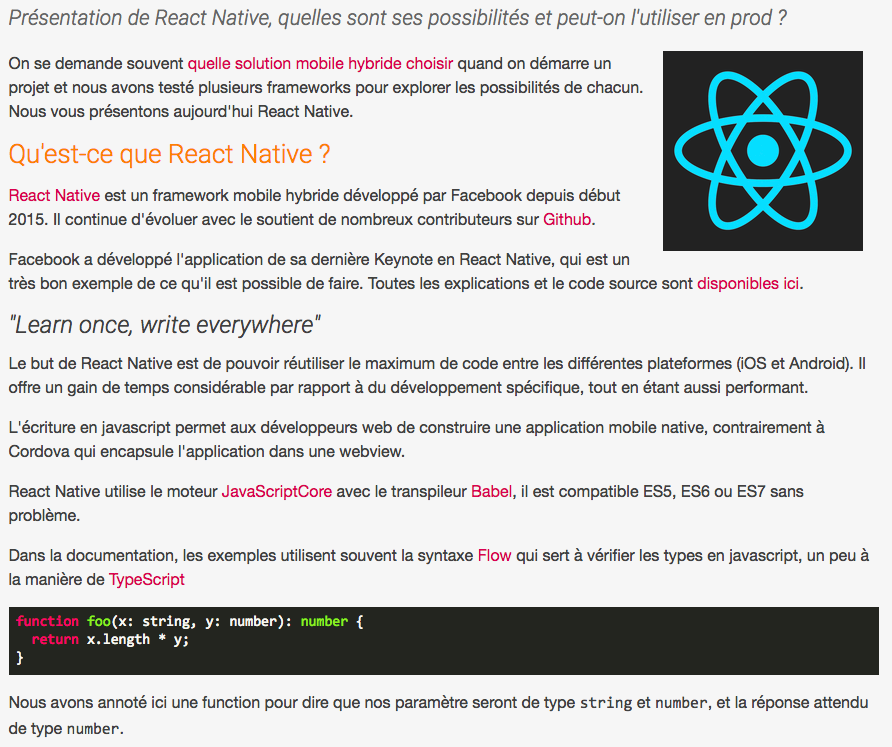 Présentation de React Native, quelles sont ses possibilités et peut-on l'utiliser en prod ?
On se demande souvent quelle solution mobile hybride choisir quand on démarre un
projet et nous avons testé plusieurs frameworks pour explorer les possibilités de chacun.
Nous vous présentons aujourd'hui React Native.
Qu'est-ce que React Native ?
React Native est un framework mobile hybride développé par Facebook depuis début
2015. Il continue d'évoluer avec le soutien de nombreux contributeurs sur Github.
Facebook a développé l'application de sa dernière Keynote en React Native, qui est un
très bon exemple de ce qu'il est possible de faire. Toutes les explications et le code source sont disponibles ici.
"Learn once, write everywhere"
Le but de React Native est de pouvoir réutiliser le maximum de code entre les différentes plateformes (iOS et Android). Il
offre un gain de temps considérable par rapport à du développement spécifique, tout en étant aussi performant.
L'écriture en javascript permet aux développeurs web de construire une application mobile native, contrairement à
Cordova qui encapsule l'application dans une webview.
React Native utilise le moteur JavaScriptCore avec le transpileur Babel, il est compatible ES5, ES6 ou ES7 sans
problème.
Dans la documentation, les exemples utilisent souvent la syntaxe Flow qui sert à vérifier les types en javascript, un peu à
la manière de TypeScript
function foo(x: string, y: number): number {
  return x.length * y;
}
Nous avons annoté ici une function pour dire que nos paramètre seront de type string et number, et la réponse attendu
de type number.